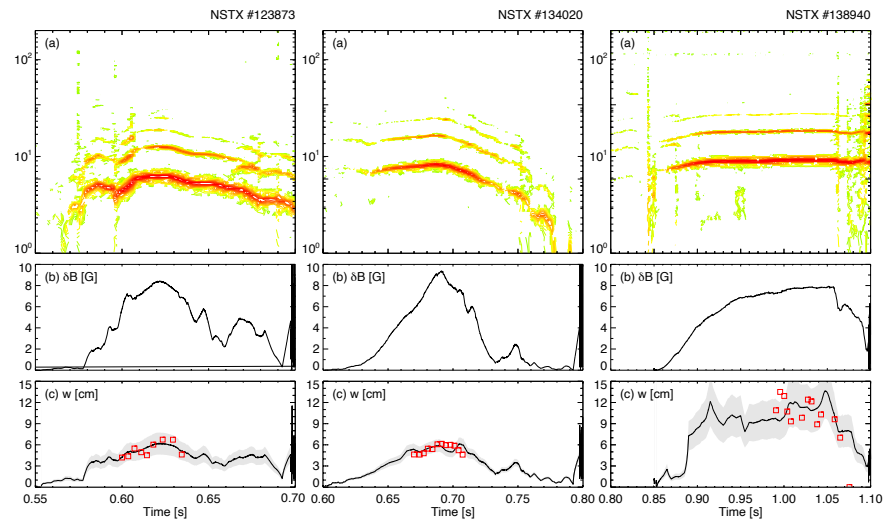 NSTX #123873 NSTX #134020 NSTX #138940
(a) (a) (a)
10² 10² 10²
10¹ 10¹ 10¹
10⁰ 10⁰ 10⁰
(b) δB [G] (b) δB [G] (b) δB [G]
10 10 10
8 8 8
6 6 6
4 4 4
2 2 2
0 0 0
(c) w [cm] (c) w [cm] (c) w [cm]
15 15 15
12 12 12
9 9 9
6 6 6
3 3 3
0 0 0
0.55 0.60 0.65 0.70 0.60 0.65 0.70 0.75 0.80 0.80 0.85 0.90 0.95 1.00 1.05 1.10
Time [s] Time [s] Time [s]